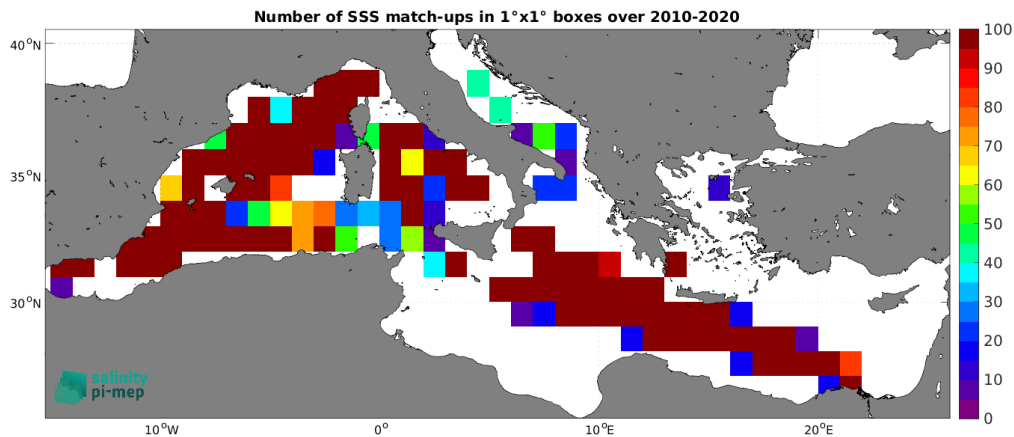 Number of SSS match-ups in 1°x1° boxes over 2010-2020
40°N
35°N
30°N
10°W
0°
10°E
20°E
100
90
80
70
60
50
40
30
20
10
0
salinity
pi-mep